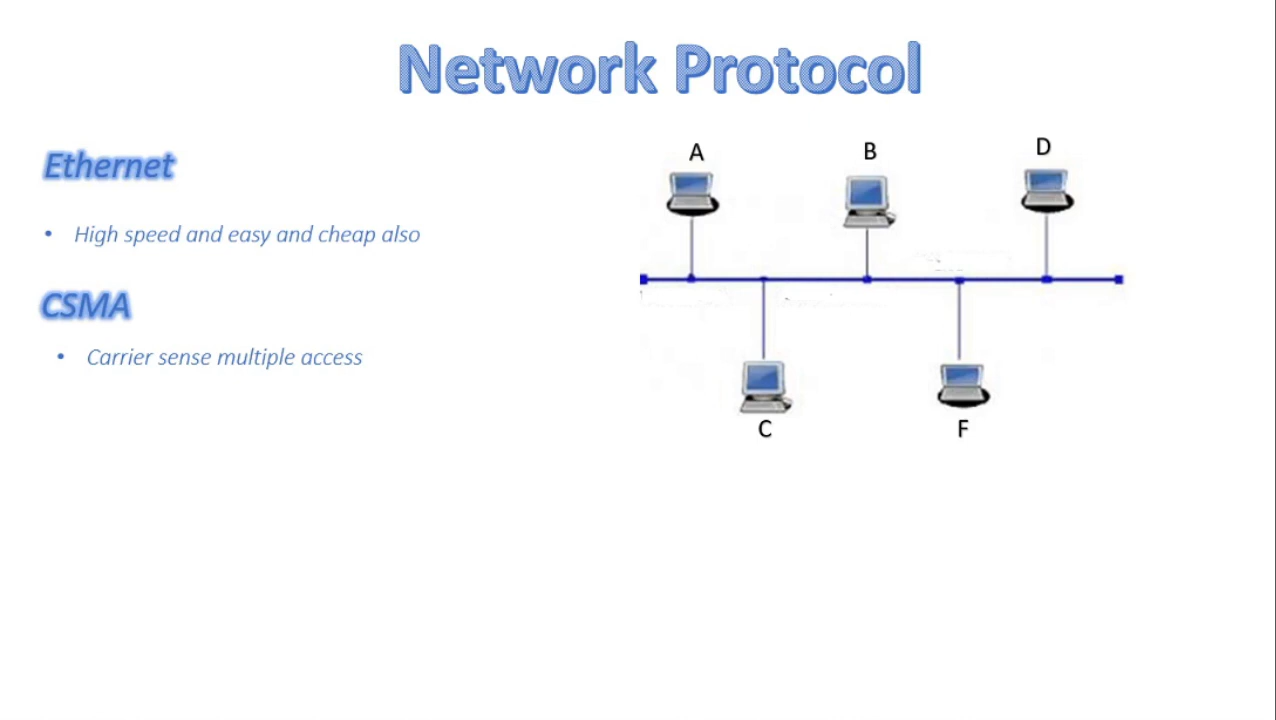 Network Protocol
Ethernet
• High speed and easy and cheap also
CSMA
• Carrier sense multiple access
A
B
D
C
F